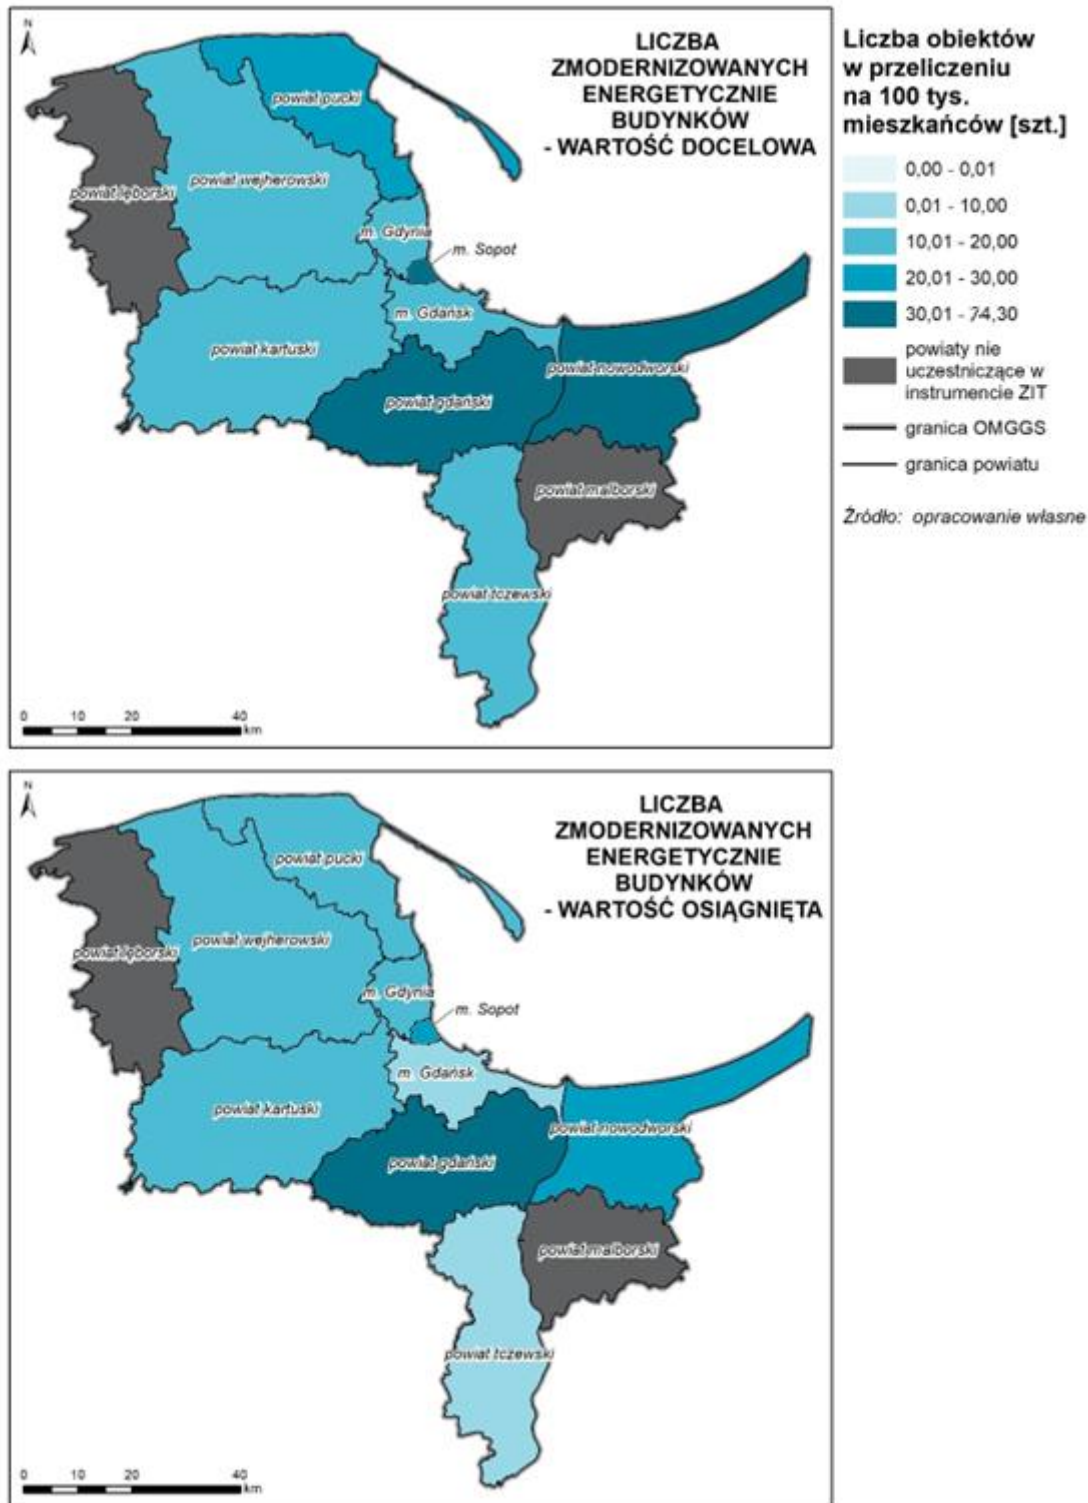 N
LICZBA
ZMODERNIZOWANYCH
ENERGETYCZNIE
BUDYNKÓW
- WARTOŚĆ DOCELOWA
powiat pucki
powiat wejherowski
powiat lęborski
m. Gdynia
m. Sopot
m. Gdańsk
powiat kartuski
powiat nowodworski
powiat gdański
powiat malborski
powiat tczewski
0 10 20 40
km
Liczba obiektów
w przeliczeniu
na 100 tys.
mieszkańców [szt.]
0,00 - 0,01
0,01 - 10,00
10,01 - 20,00
20,01 - 30,00
30,01 - 74,30
powiaty nie
uczestniczące w
instrumencie ZIT
granica OMGGS
granica powiatu
Źródło: opracowanie własne
N
LICZBA
ZMODERNIZOWANYCH
ENERGETYCZNIE
BUDYNKÓW
- WARTOŚĆ OSIĄGNIĘTA
powiat pucki
powiat wejherowski
powiat lęborski
m. Gdynia
m. Sopot
m. Gdańsk
powiat kartuski
powiat nowodworski
powiat gdański
powiat malborski
powiat tczewski
0 10 20 40
km